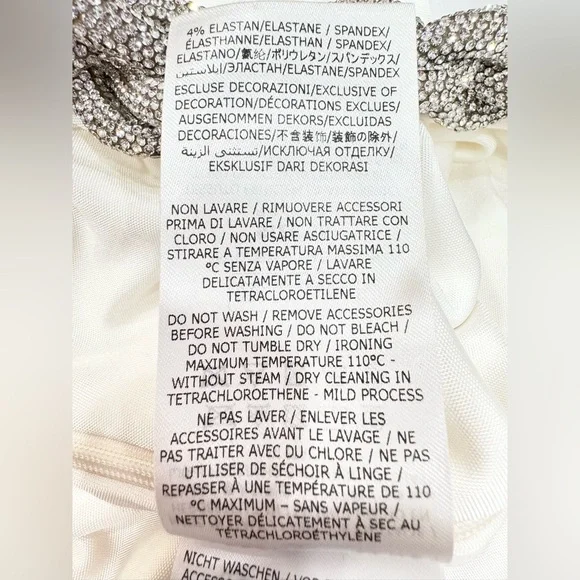 4% ELASTAN/ELASTANE / SPANDEX/
ÉLASTHANNE/ELASTHAN / SPANDEX/
ELASTANO/氨纶/ポリウレタン/スパンデックス
/ЭЛАСТАН/ELASTANE/SPANDEX/إيلاستين
ESCLUSE DECORAZIONI/EXCLUSIVE OF
DECORATION/DÉCORATIONS EXCLUES/
AUSGENOMMEN DEKORS/EXCLUIDAS
DECORACIONES/不含装饰/装飾の除外/
ИСКЛЮЧАЯ ОТДЕЛКУ/تستثنى الزينة/
EKSKLUSIF DARI DEKORASI
NON LAVARE / RIMUOVERE ACCESSORI
PRIMA DI LAVARE / NON TRATTARE CON
CLORO / NON USARE ASCIUGATRICE /
STIRARE A TEMPERATURA MASSIMA 110
ºC SENZA VAPORE / LAVARE
DELICATAMENTE A SECCO IN
TETRACLOROETILENE
DO NOT WASH / REMOVE ACCESSORIES
BEFORE WASHING / DO NOT BLEACH /
DO NOT TUMBLE DRY / IRONING
MAXIMUM TEMPERATURE 110ºC -
WITHOUT STEAM / DRY CLEANING IN
TETRACHLOROETHENE - MILD PROCESS
NE PAS LAVER / ENLEVER LES
ACCESSOIRES AVANT LE LAVAGE / NE
PAS TRAITER AVEC DU CHLORE / NE PAS
UTILISER DE SÉCHOIR À LINGE /
REPASSER À UNE TEMPÉRATURE DE 110
ºC MAXIMUM – SANS VAPEUR /
NETTOYER DÉLICATEMENT À SEC AU
TÉTRACHLOROÉTHYLÈNE
NICHT WASCHEN /